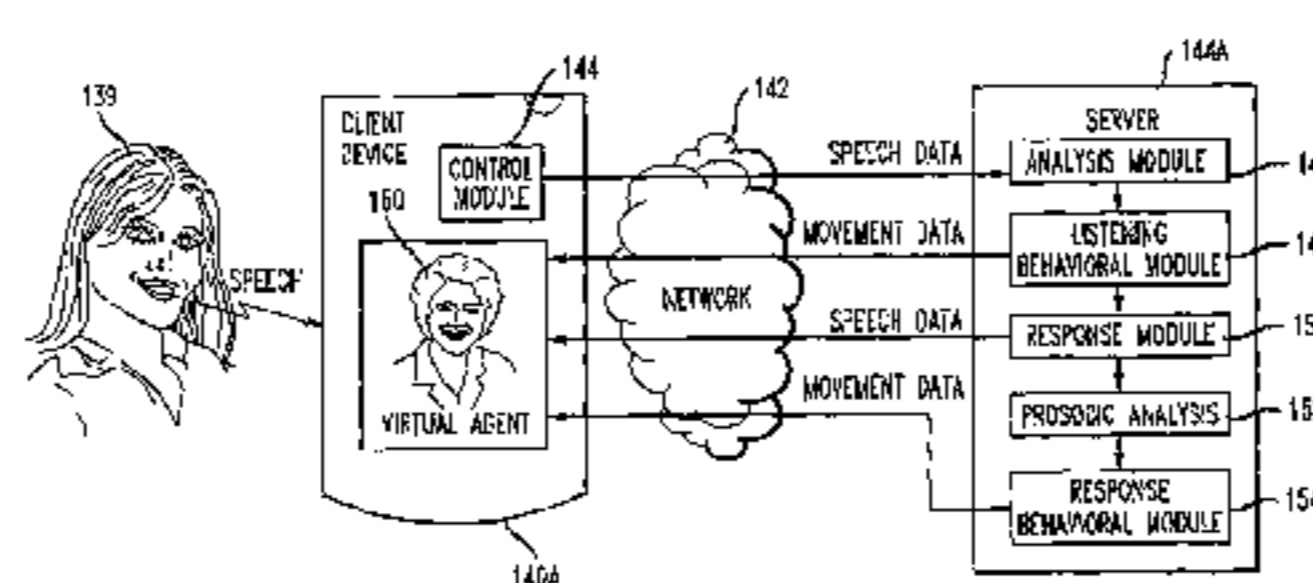 139
SPEECH
CLIENT
DEVICE
144
CONTROL
MODULE
160
VIRTUAL AGENT
140A
142
NETWORK
SPEECH DATA
MOVEMENT DATA
SPEECH DATA
MOVEMENT DATA
144A
SERVER
ANALYSIS MODULE
LISTENING
BEHAVIORAL MODULE
RESPONSE MODULE
PROSODIC ANALYSIS
RESPONSE
BEHAVIORAL MODULE